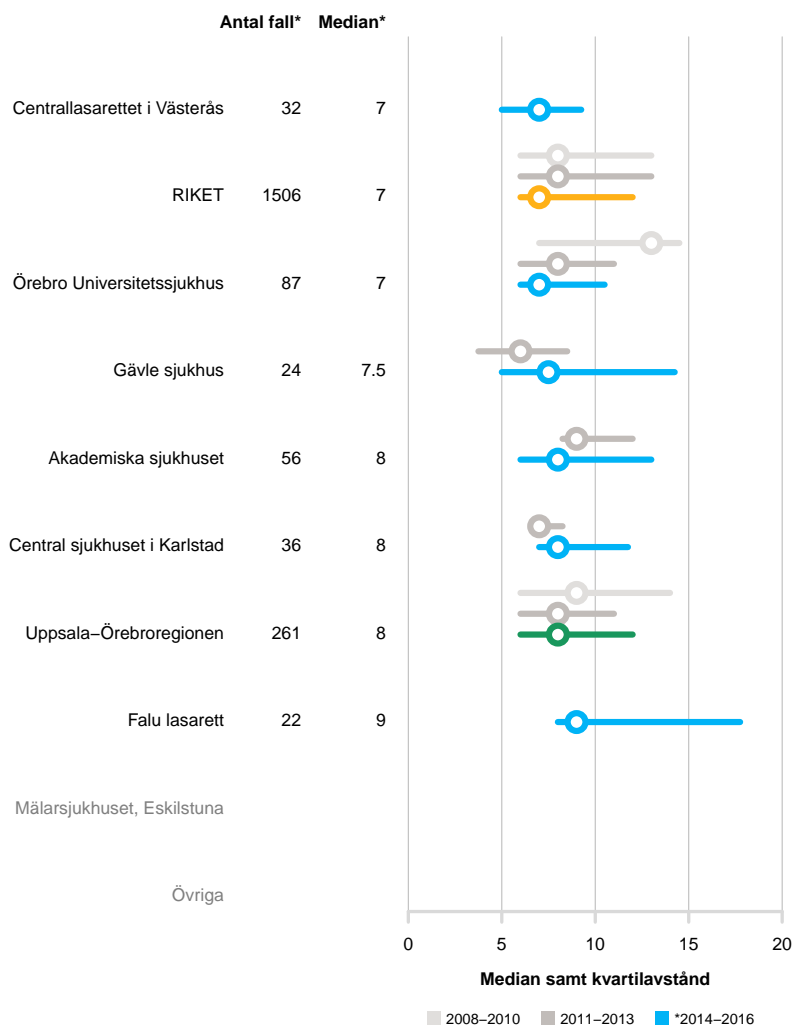 Antal fall* Median*
Centrallasarettet i Västerås 32 7
RIKET 1506 7
Örebro Universitetssjukhus 87 7
Gävle sjukhus 24 7.5
Akademiska sjukhuset 56 8
Central sjukhuset i Karlstad 36 8
Uppsala−Örebroregionen 261 8
Falu lasarett 22 9
Mälarsjukhuset, Eskilstuna
Övriga
0 5 10 15 20
Median samt kvartilavstånd
2008−2010 2011−2013 *2014−2016